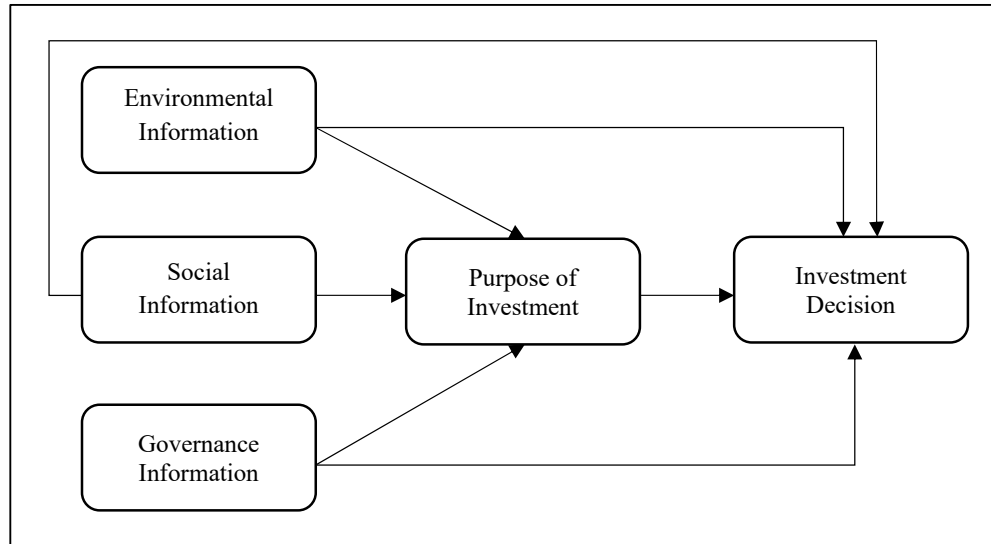 Environmental
Information
Social
Information
Purpose of
Investment
Investment
Decision
Governance
Information